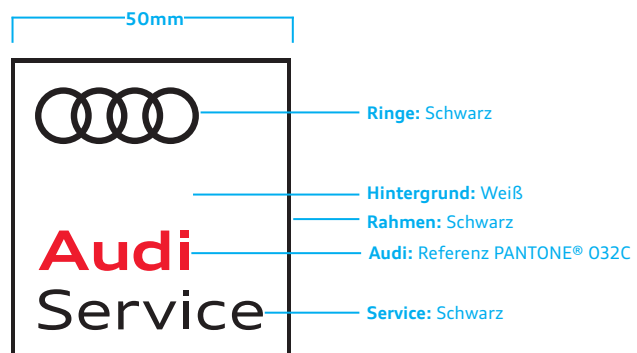 50mm
Ringe: Schwarz
Hintergrund: Weiß
Rahmen: Schwarz
Audi
Audi: Referenz PANTONE® 032C
Service
Service: Schwarz